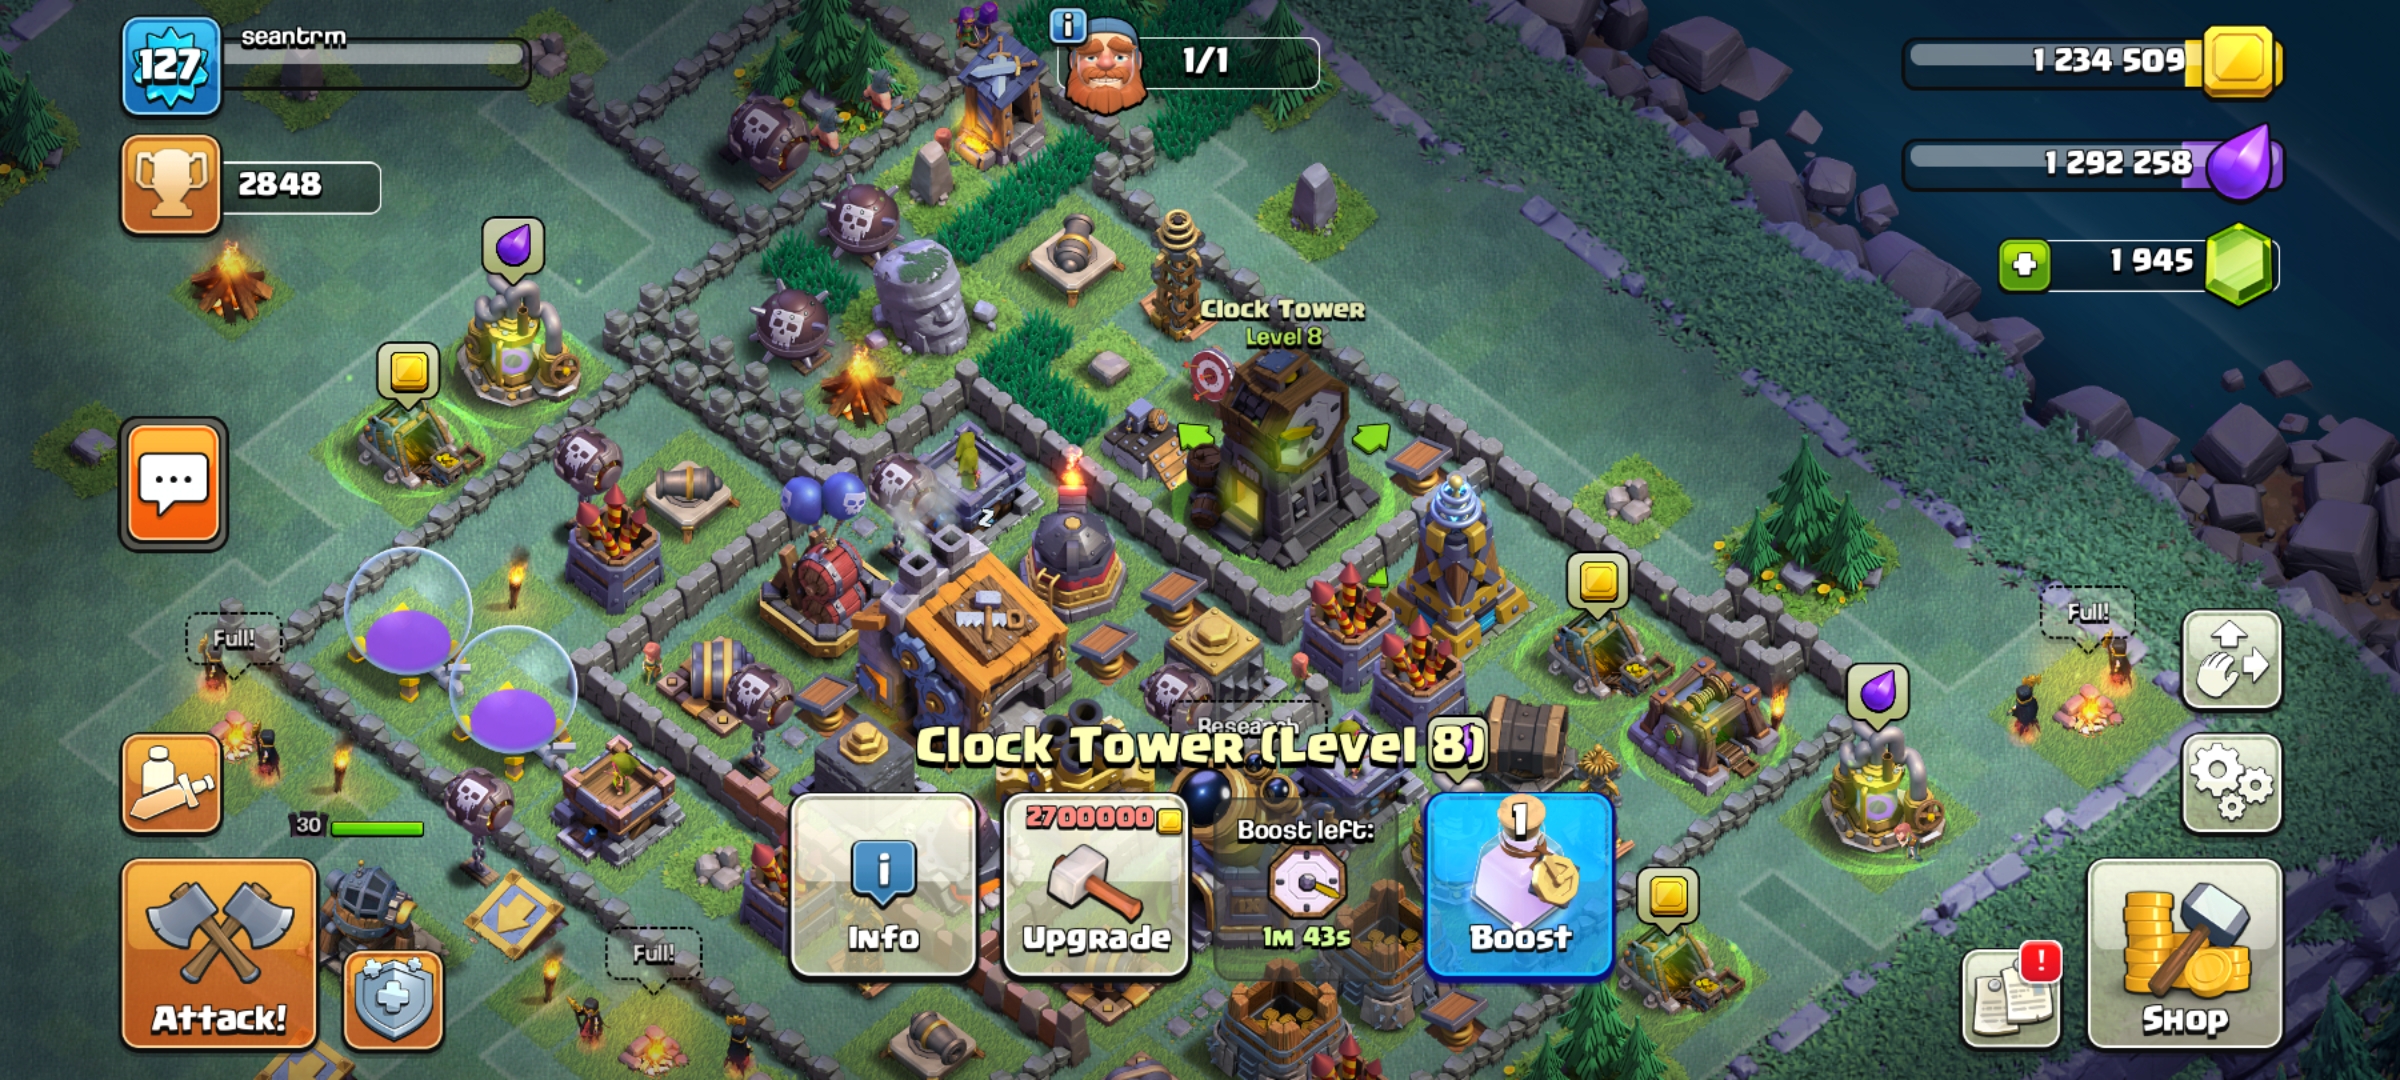 127
seantrm
1/1
1 234 509
2848
1 292 258
1 945
Clock Tower
Level 8
Full!
Full!
Research
Clock Tower (Level 8)
30
2700000
Boost left:
1
Info
Upgrade
1m 43s
Boost
Full!
Attack!
!
Shop